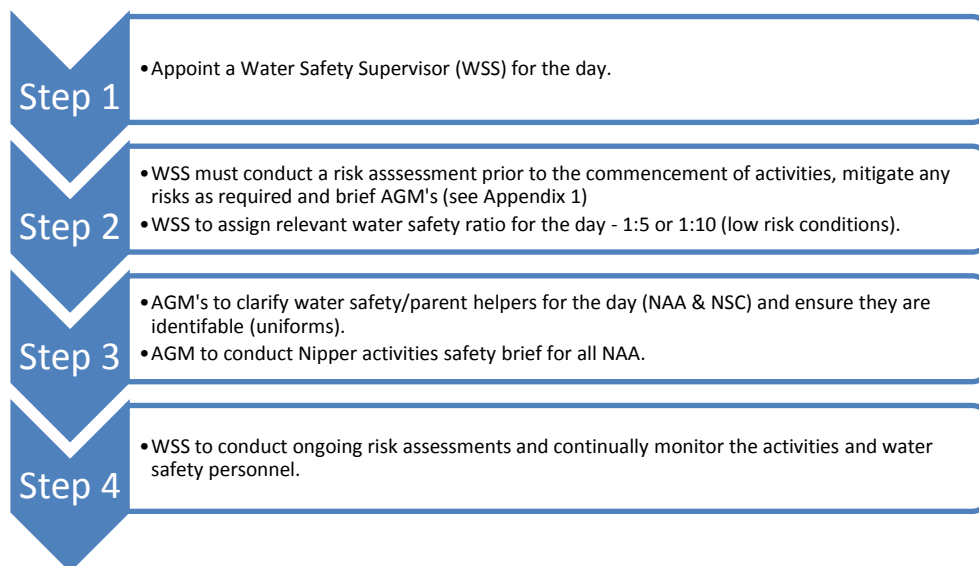 Step 1
•Appoint a Water Safety Supervisor (WSS) for the day.
Step 2
•WSS must conduct a risk asssessment prior to the commencement of activities, mitigate any
risks as required and brief AGM's (see Appendix 1)
•WSS to assign relevant water safety ratio for the day - 1:5 or 1:10 (low risk conditions).
Step 3
•AGM's to clarify water safety/parent helpers for the day (NAA & NSC) and ensure they are
identifable (uniforms).
•AGM to conduct Nipper activities safety brief for all NAA.
Step 4
•WSS to conduct ongoing risk assessments and continually monitor the activities and water
safety personnel.